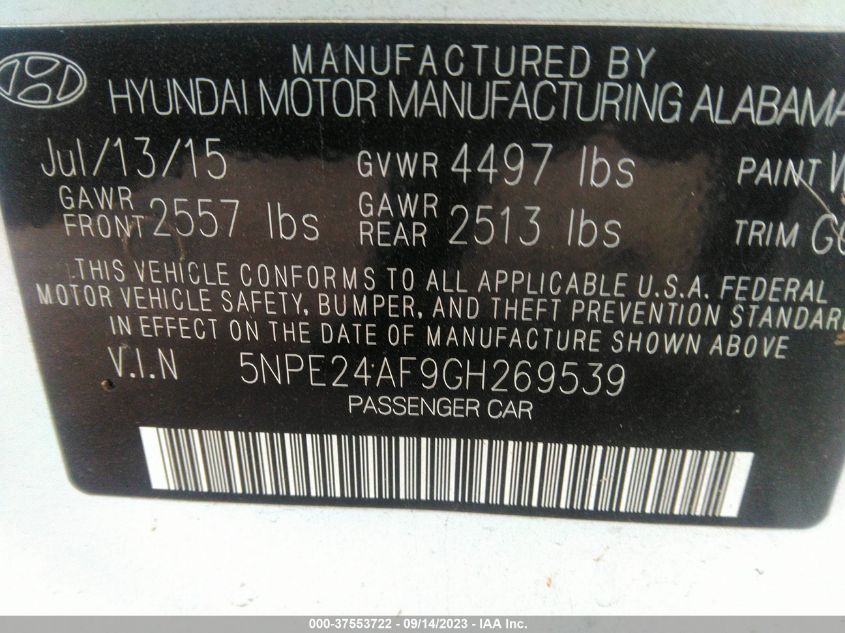 MANUFACTURED BY
HYUNDAI MOTOR MANUFACTURING ALABAMA
Jul/13/15 GVWR 4497 lbs PAINT W
GAWR FRONT 2557 lbs GAWR REAR 2513 lbs TRIM
THIS VEHICLE CONFORMS TO ALL APPLICABLE U.S.A. FEDERAL
MOTOR VEHICLE SAFETY, BUMPER, AND THEFT PREVENTION STANDARD
IN EFFECT ON THE DATE OF MANUFACTURE SHOWN ABOVE
V.I.N 5NPE24AF9GH269539
PASSENGER CAR
000-37553722 - 09/14/2023 - IAA Inc.